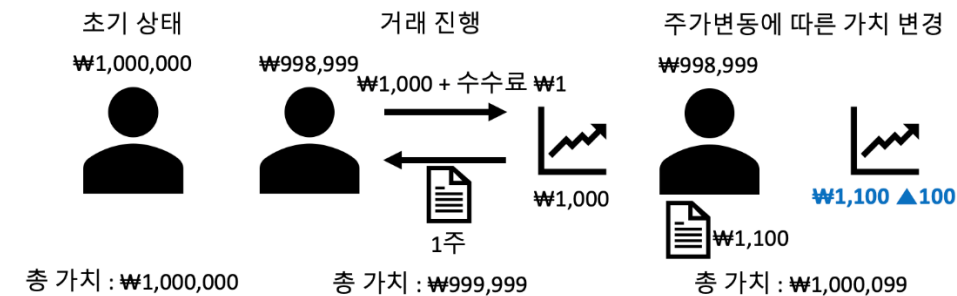 초기 상태
₩1,000,000
총 가치 : ₩1,000,000
거래 진행
₩998,999
₩1,000 + 수수료 ₩1
₩1,000
1주
총 가치 : ₩999,999
주가변동에 따른 가치 변경
₩998,999
₩1,100 ▲100
₩1,100
총 가치 : ₩1,000,099